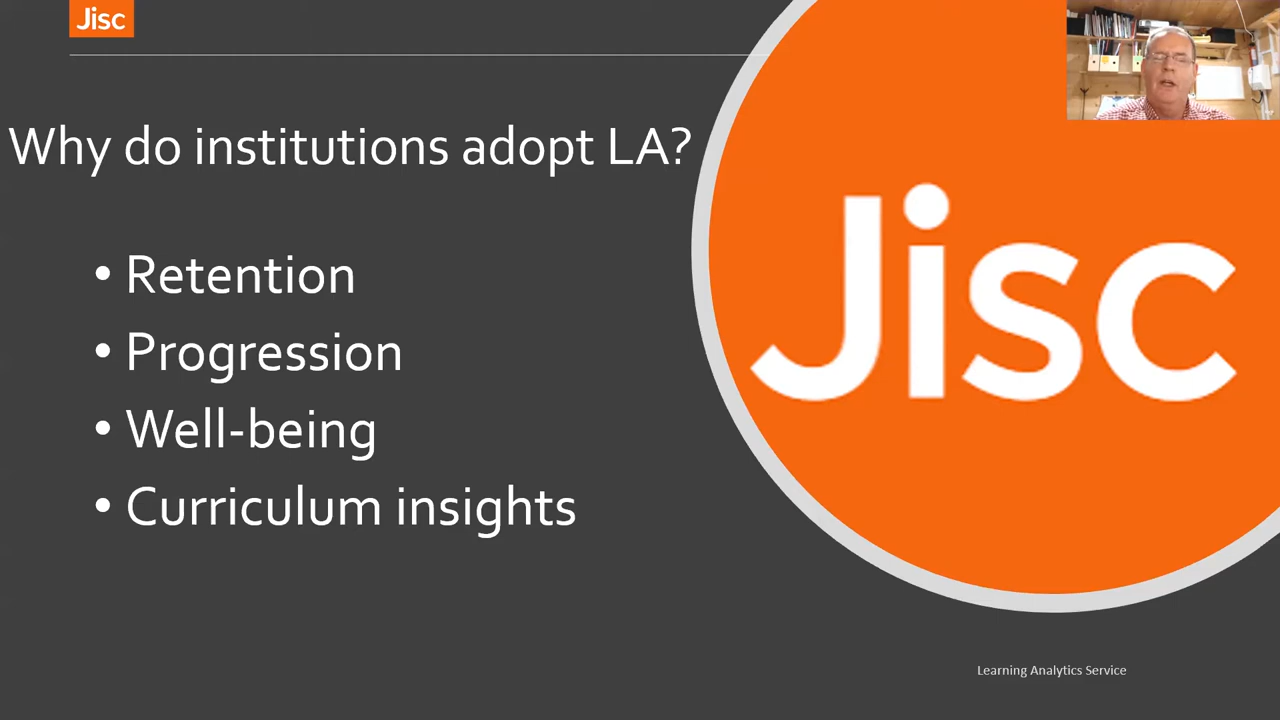 Jisc
Why do institutions adopt LA?
• Retention
• Progression
• Well-being
• Curriculum insights
Jisc
Learning Analytics Service